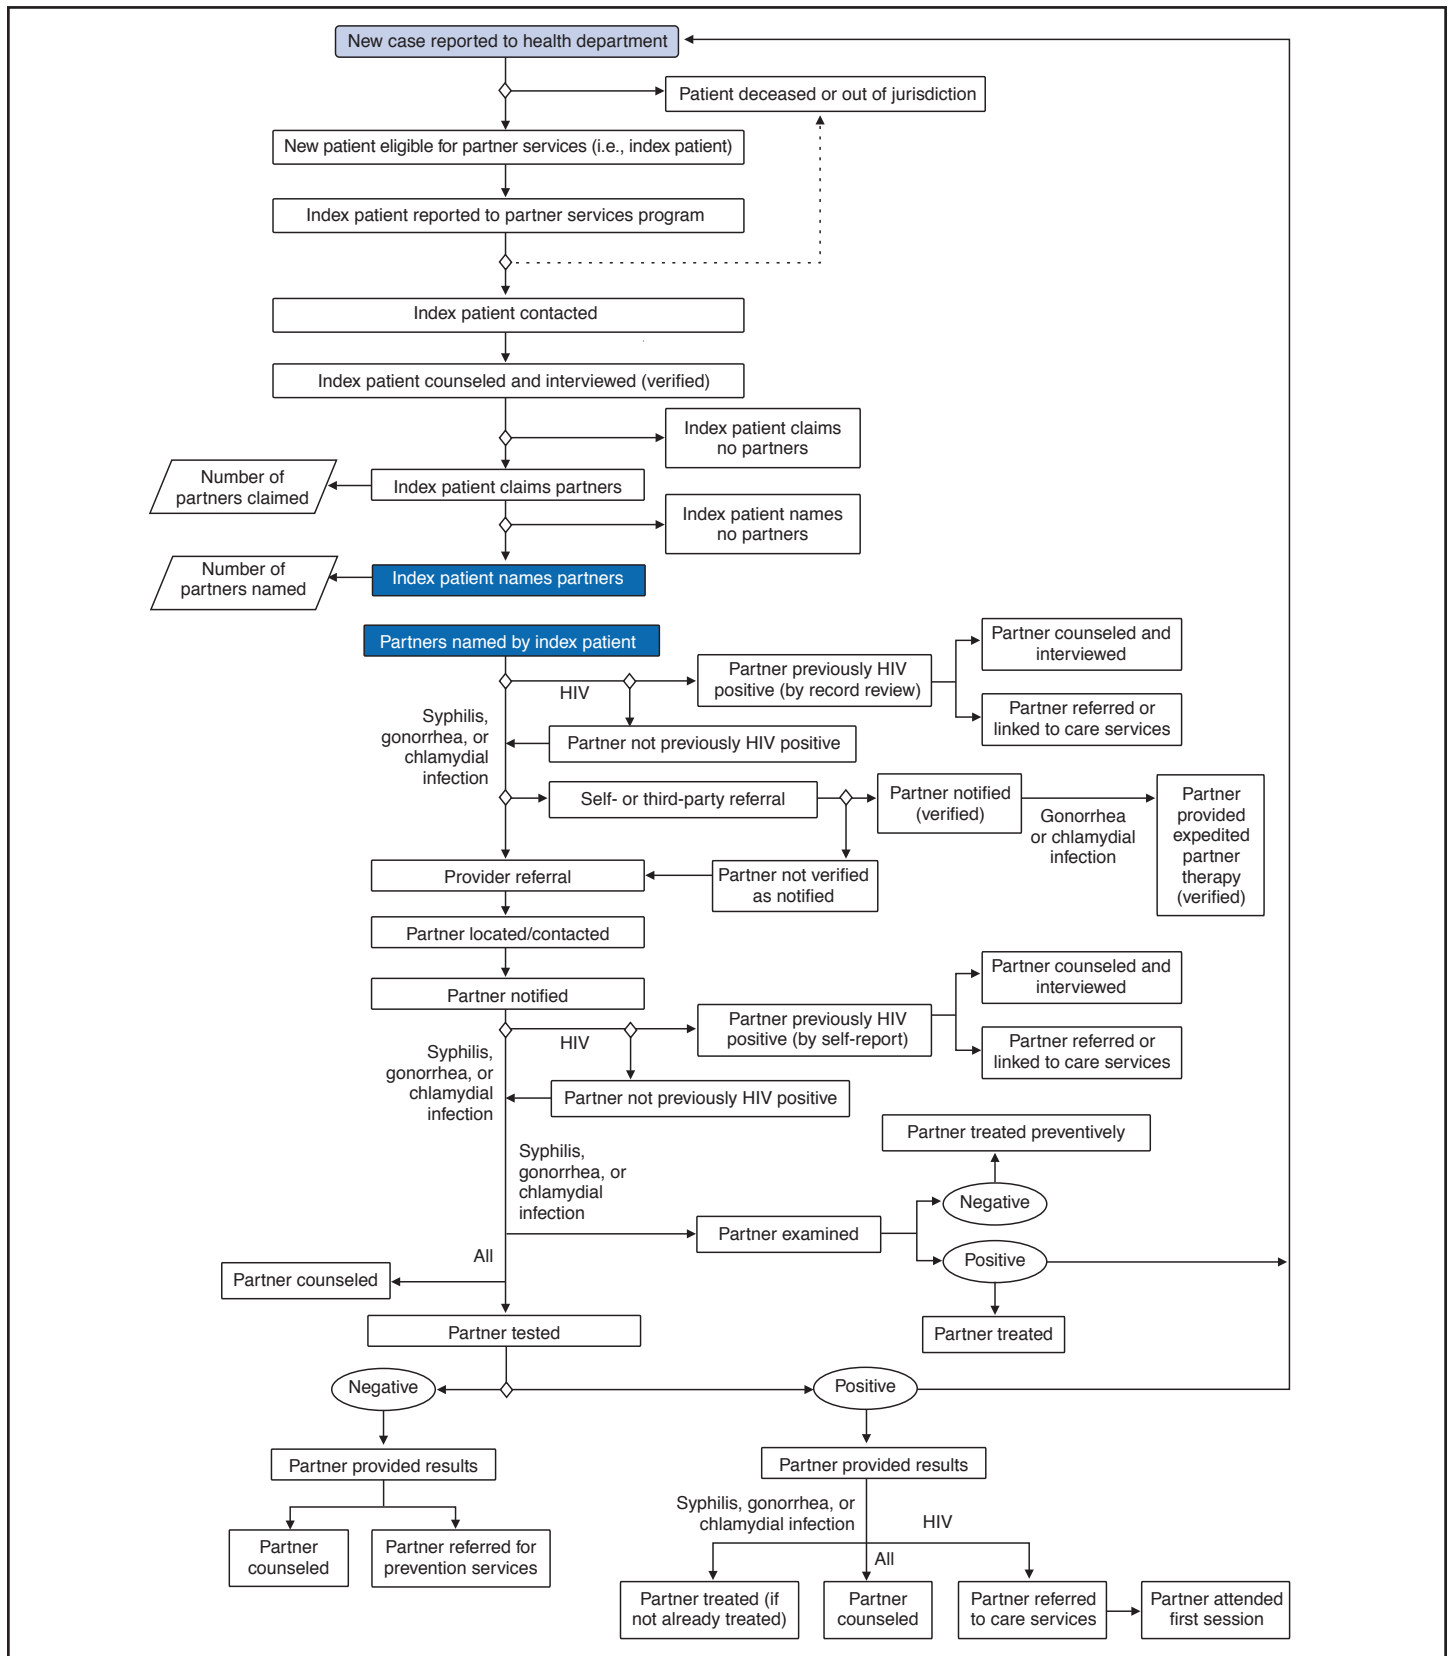 New case reported to health department
Patient deceased or out of jurisdiction
New patient eligible for partner services (i.e., index patient)
Index patient reported to partner services program
Index patient contacted
Index patient counseled and interviewed (verified)
Index patient claims
no partners
Number of
partners claimed
Index patient claims partners
Index patient names
no partners
Number of
partners named
Index patient names partners
Partners named by index patient
HIV
Partner previously HIV
positive (by record review)
Partner counseled and
interviewed
Partner referred or
linked to care services
Syphilis,
gonorrhea, or
chlamydial
infection
Partner not previously HIV positive
Self- or third-party referral
Partner notified
(verified)
Gonorrhea
or chlamydial
infection
Partner
provided
expedited
partner
therapy
(verified)
Provider referral
Partner not verified
as notified
Partner located/contacted
Partner notified
HIV
Partner previously HIV
positive (by self-report)
Partner counseled and
interviewed
Partner referred or
linked to care services
Syphilis,
gonorrhea, or
chlamydial
infection
Partner not previously HIV positive
Partner treated preventively
Syphilis,
gonorrhea, or
chlamydial
infection
Negative
Partner examined
All
Positive
Partner counseled
Partner tested
Partner treated
Negative
Positive
Partner provided results
Partner provided results
Syphilis, gonorrhea, or
chlamydial infection
HIV
All
Partner
counseled
Partner referred for
prevention services
Partner treated (if
not already treated)
Partner
counseled
Partner referred
to care services
Partner attended
first session